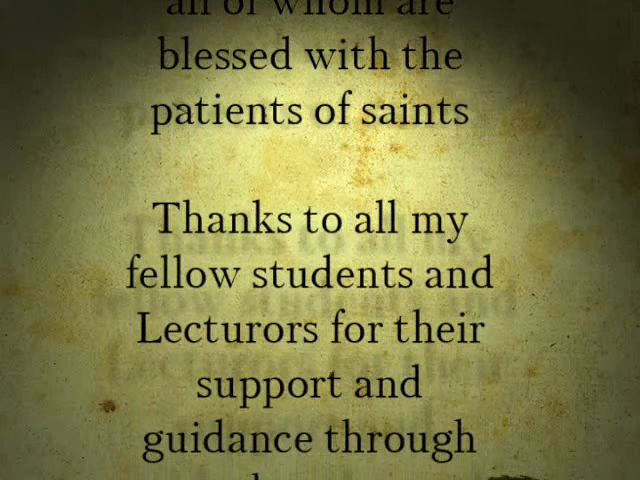 all of whom are
blessed with the
patients of saints
Thanks to all my
fellow students and
Lecturors for their
support and
guidance through